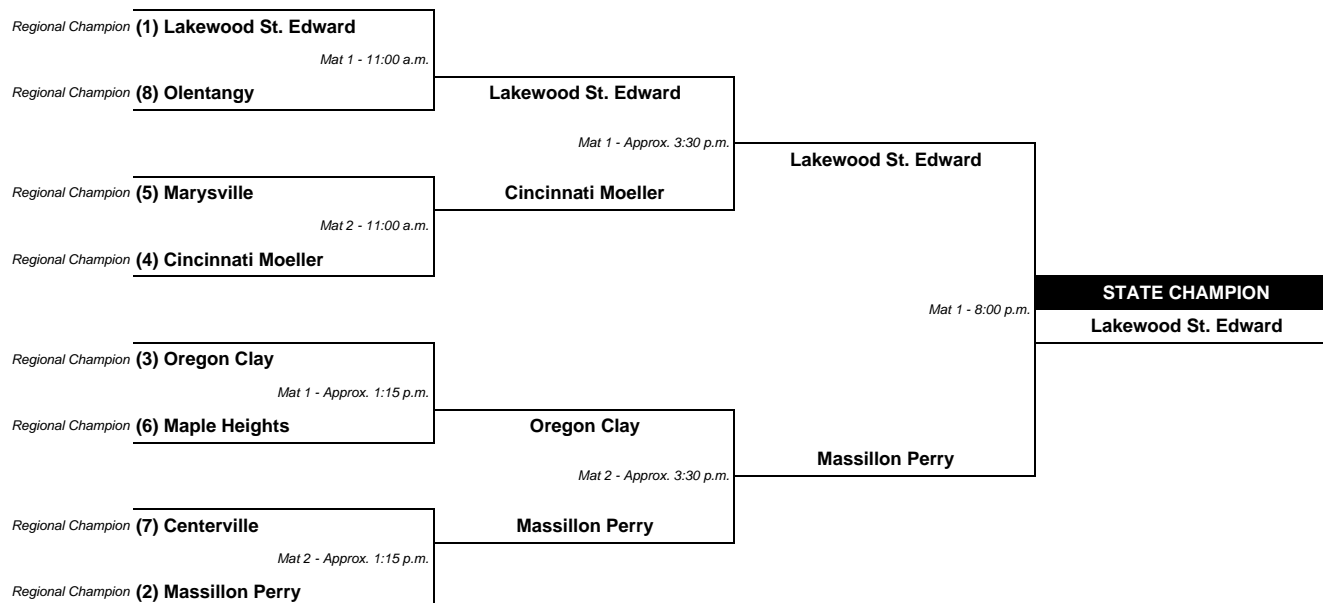 Regional Champion (1) Lakewood St. Edward
Mat 1 - 11:00 a.m.
Regional Champion (8) Olentangy
Lakewood St. Edward
Mat 1 - Approx. 3:30 p.m.
Lakewood St. Edward
Regional Champion (5) Marysville
Cincinnati Moeller
Mat 2 - 11:00 a.m.
Regional Champion (4) Cincinnati Moeller
STATE CHAMPION
Mat 1 - 8:00 p.m.
Lakewood St. Edward
Regional Champion (3) Oregon Clay
Mat 1 - Approx. 1:15 p.m.
Regional Champion (6) Maple Heights
Oregon Clay
Massillon Perry
Mat 2 - Approx. 3:30 p.m.
Regional Champion (7) Centerville
Massillon Perry
Mat 2 - Approx. 1:15 p.m.
Regional Champion (2) Massillon Perry